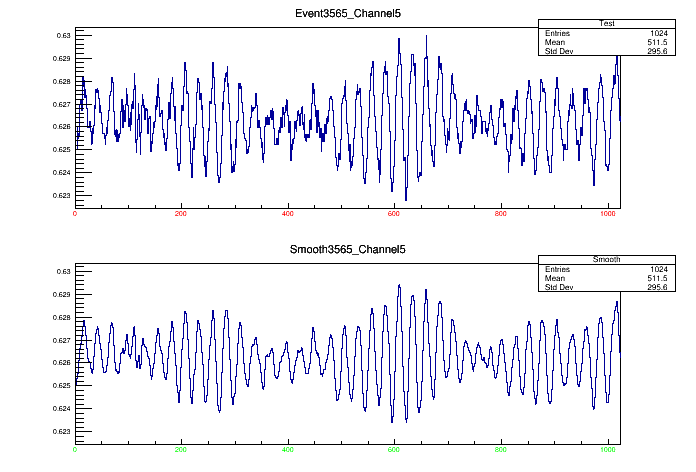 Event3565_Channel5
Test
Entries 1024
Mean 511.5
Std Dev 295.6
0.63
0.629
0.628
0.627
0.626
0.625
0.624
0.623
0 200 400 600 800 1000
Smooth3565_Channel5
Smooth
Entries 1024
Mean 511.5
Std Dev 295.6
0.63
0.629
0.628
0.627
0.626
0.625
0.624
0.623
0 200 400 600 800 1000